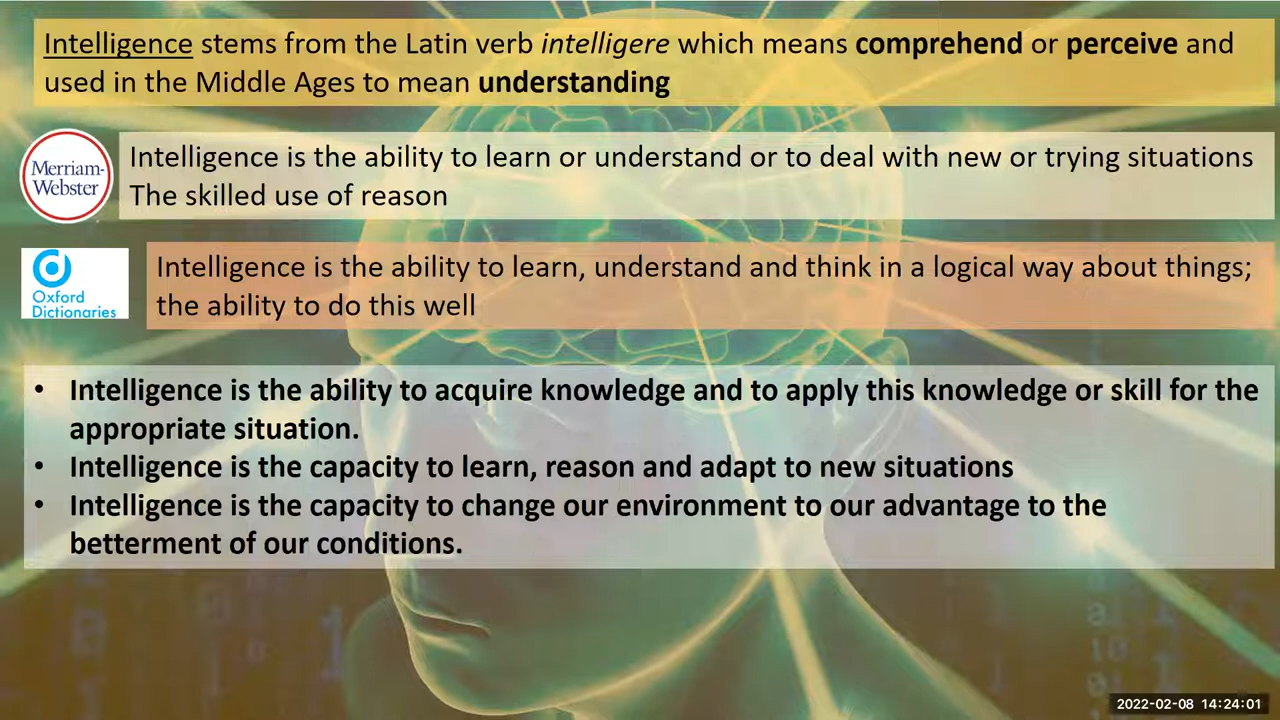 Intelligence stems from the Latin verb intelligere which means comprehend or perceive and
used in the Middle Ages to mean understanding
Merriam-
Webster
Intelligence is the ability to learn or understand or to deal with new or trying situations
The skilled use of reason
Oxford
Dictionaries
Intelligence is the ability to learn, understand and think in a logical way about things;
the ability to do this well
• Intelligence is the ability to acquire knowledge and to apply this knowledge or skill for the
appropriate situation.
• Intelligence is the capacity to learn, reason and adapt to new situations
• Intelligence is the capacity to change our environment to our advantage to the
betterment of our conditions.
2022-02-08 14:24:01